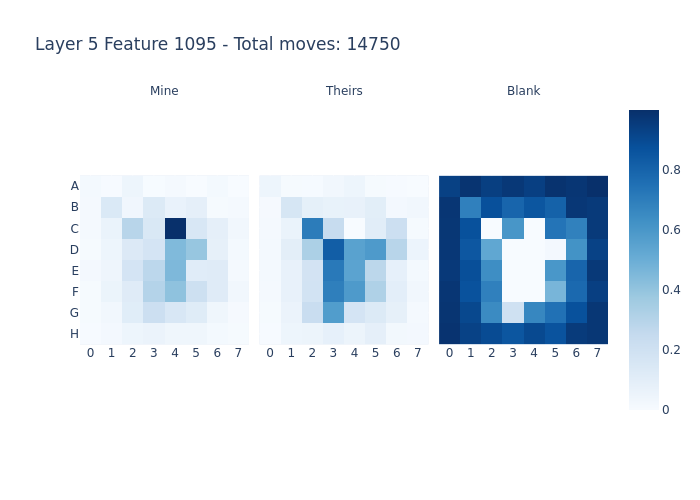 Layer 5 Feature 1095 - Total moves: 14750
Mine Theirs Blank
A
B
C
D
E
F
G
H
0 1 2 3 4 5 6 7 0 1 2 3 4 5 6 7 0 1 2 3 4 5 6 7
0.8
0.6
0.4
0.2
0